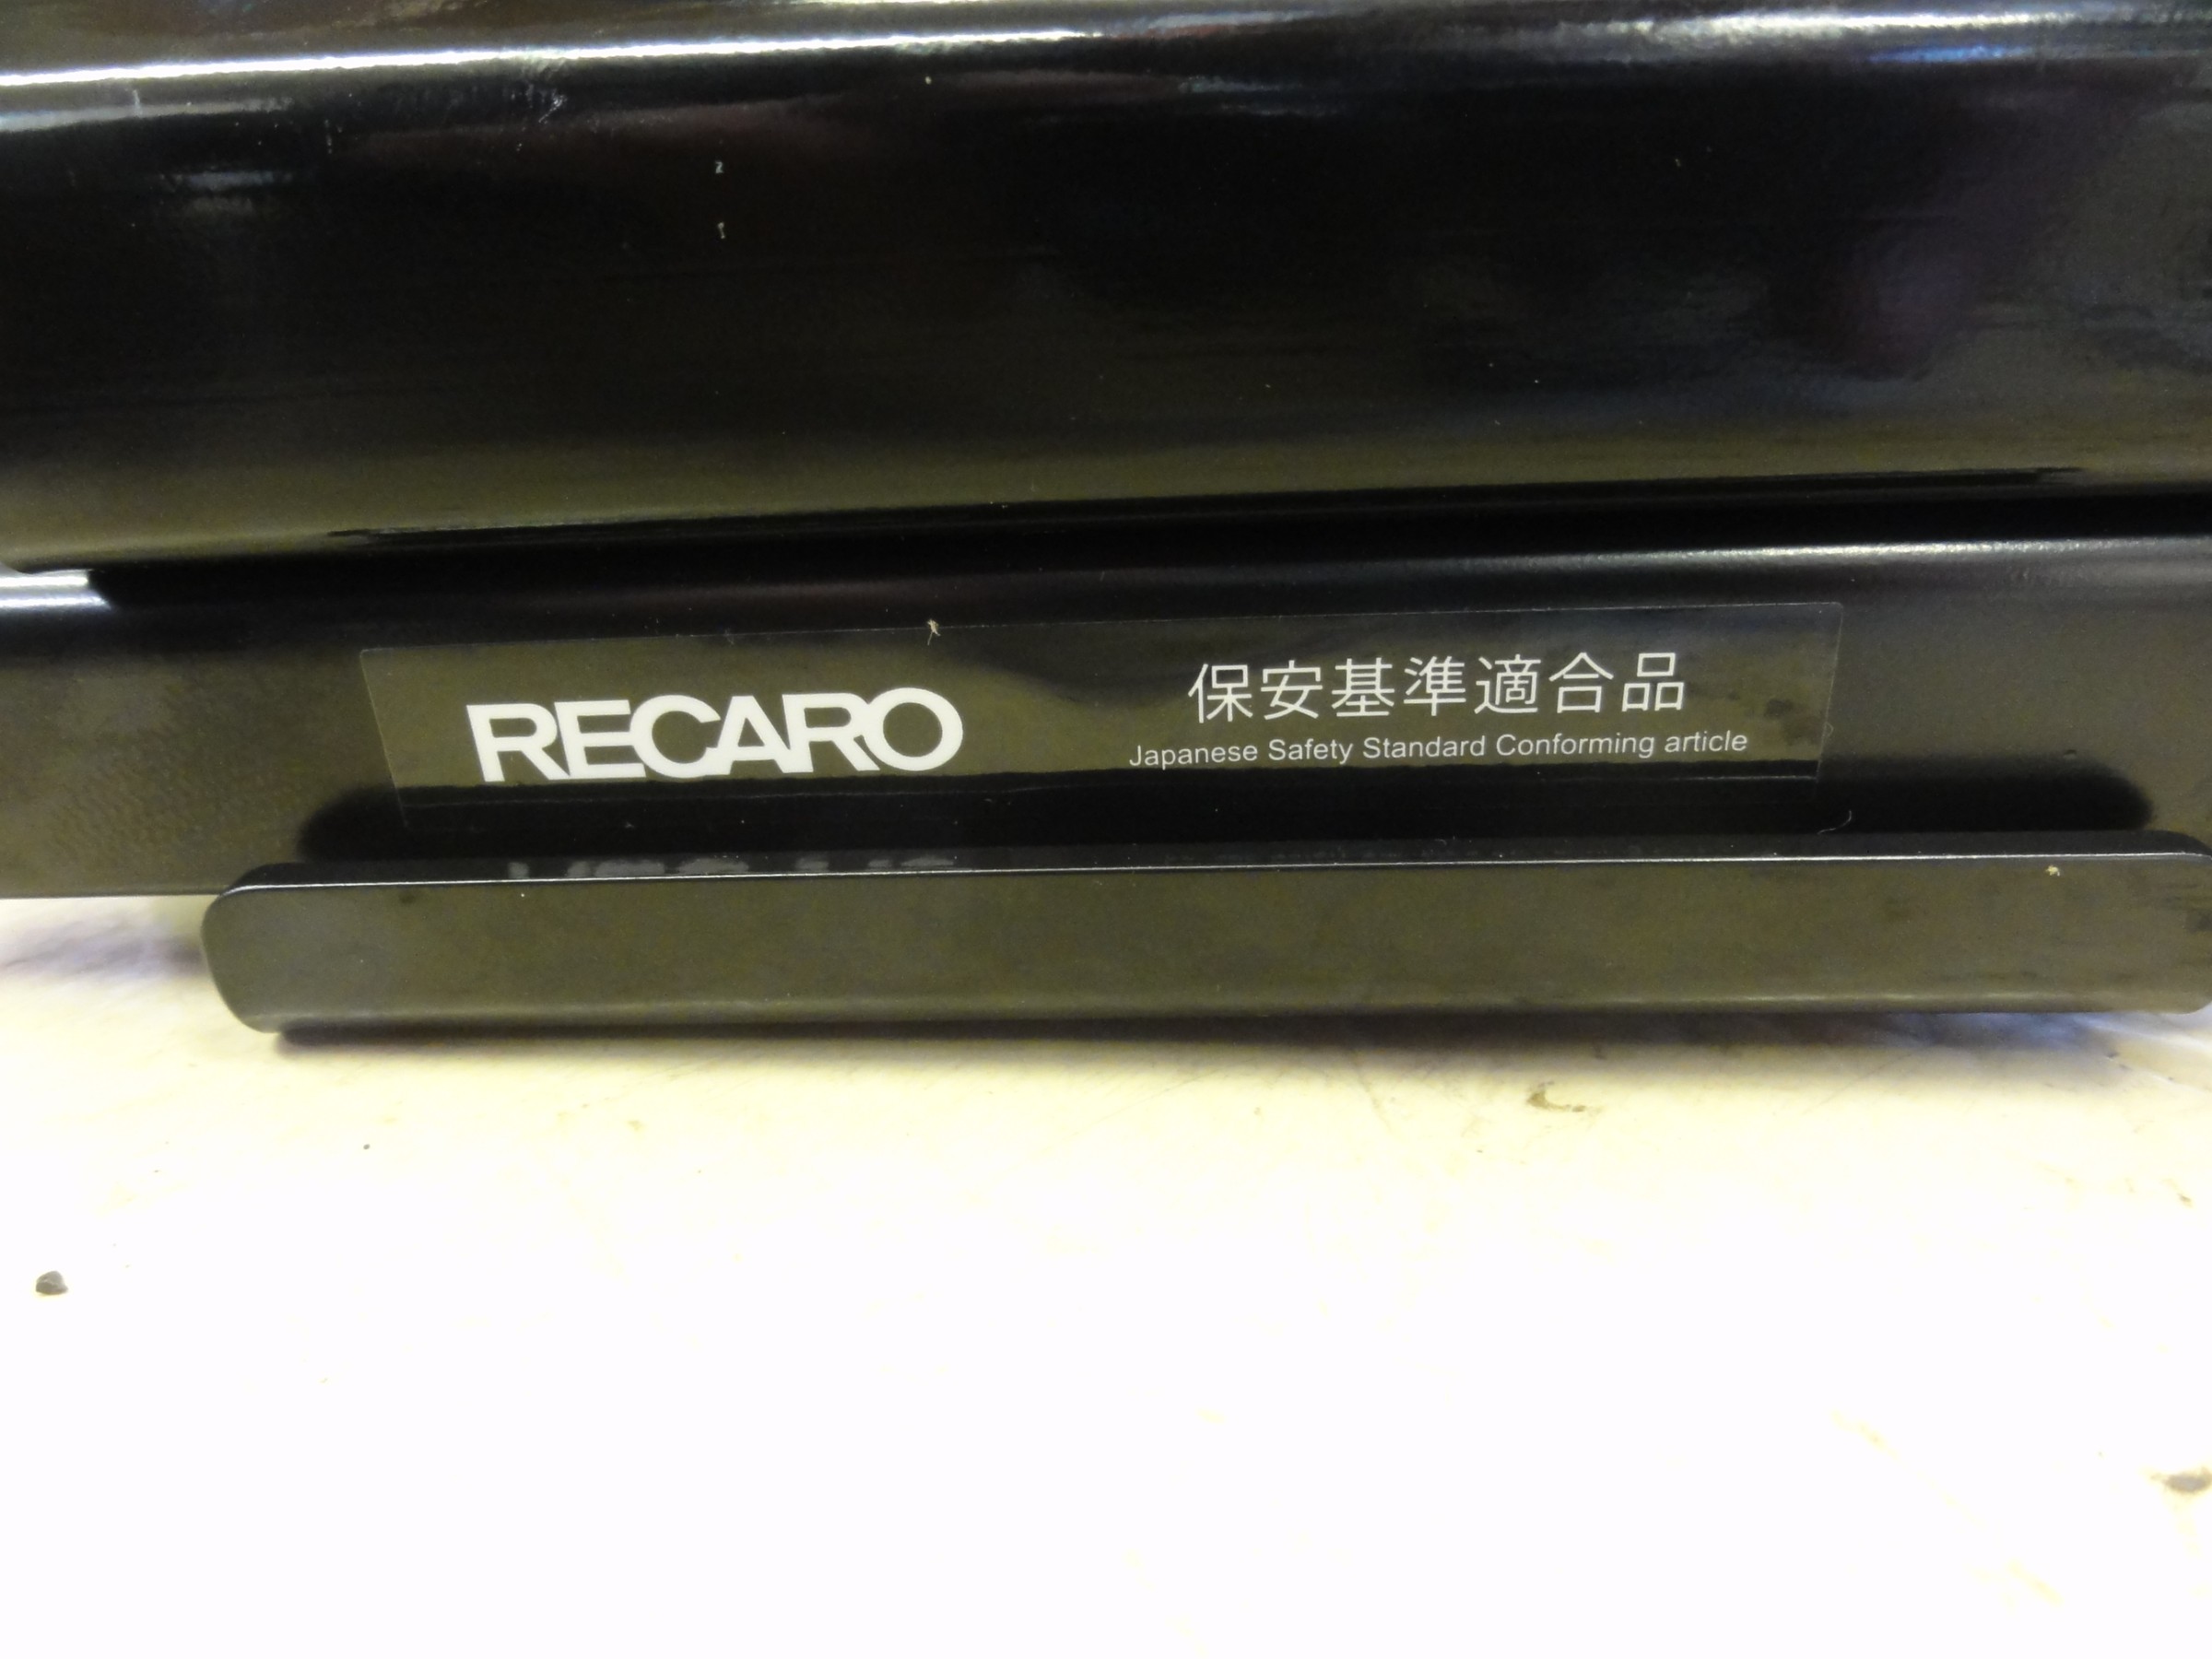 RECARO
保安基準適合品
Japanese Safety Standard Conforming article